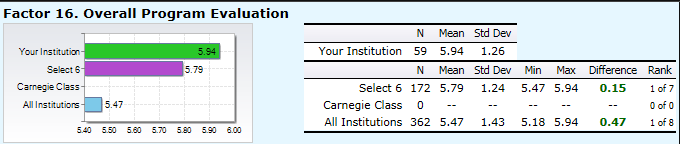 Factor 16. Overall Program Evaluation
Your Institution 5.94
Select 6 5.79
Carnegie Class
All Institutions 5.47
5.40 5.50 5.60 5.70 5.80 5.90 6.00
N Mean Std Dev
Your Institution 59 5.94 1.26
N Mean Std Dev Min Max Difference Rank
Select 6 172 5.79 1.24 5.47 5.94 0.15 1 of 7
Carnegie Class 0 -- -- -- -- -- 0 of 0
All Institutions 362 5.47 1.43 5.18 5.94 0.47 1 of 8